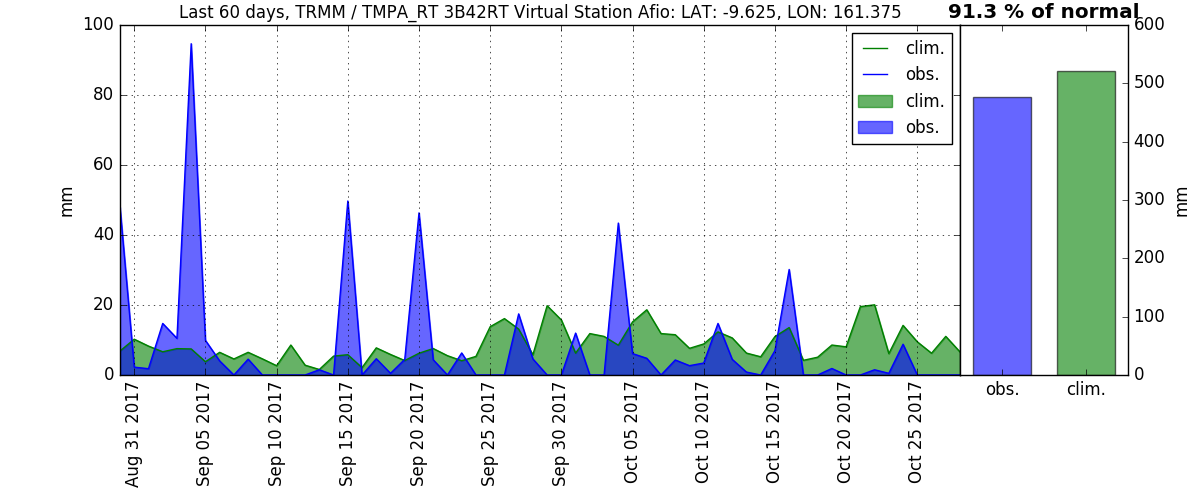 Last 60 days, TRMM / TMPA_RT 3B42RT Virtual Station Afio: LAT: -9.625, LON: 161.375
91.3 % of normal
100
80
60
40
20
0
mm
clim.
obs.
clim.
obs.
600
500
400
300
200
100
0
mm
Aug 31 2017
Sep 05 2017
Sep 10 2017
Sep 15 2017
Sep 20 2017
Sep 25 2017
Sep 30 2017
Oct 05 2017
Oct 10 2017
Oct 15 2017
Oct 20 2017
Oct 25 2017
obs.
clim.